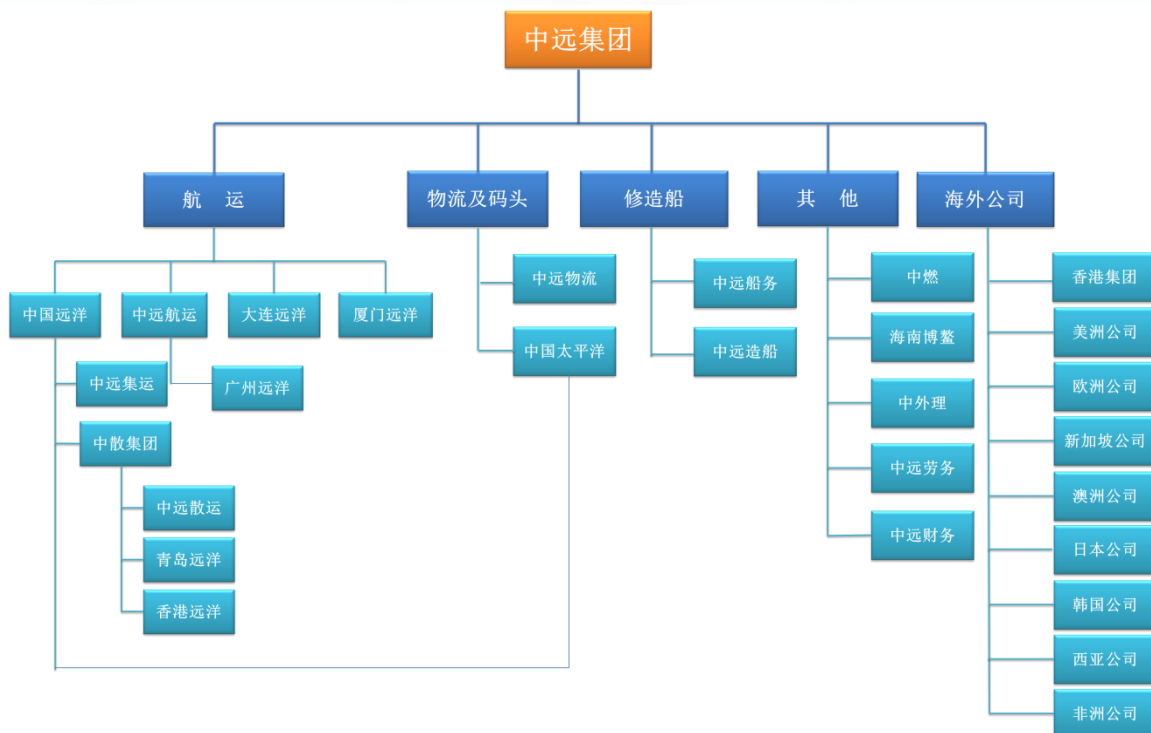 中远集团
航 运
物流及码头
修造船
其 他
海外公司
中国远洋
中远航运
大连远洋
厦门远洋
中远集运
广州远洋
中散集团
中远散运
青岛远洋
香港远洋
中远物流
中国太平洋
中远船务
中远造船
中燃
海南博鳌
中外理
中远劳务
中远财务
香港集团
美洲公司
欧洲公司
新加坡公司
澳洲公司
日本公司
韩国公司
西亚公司
非洲公司